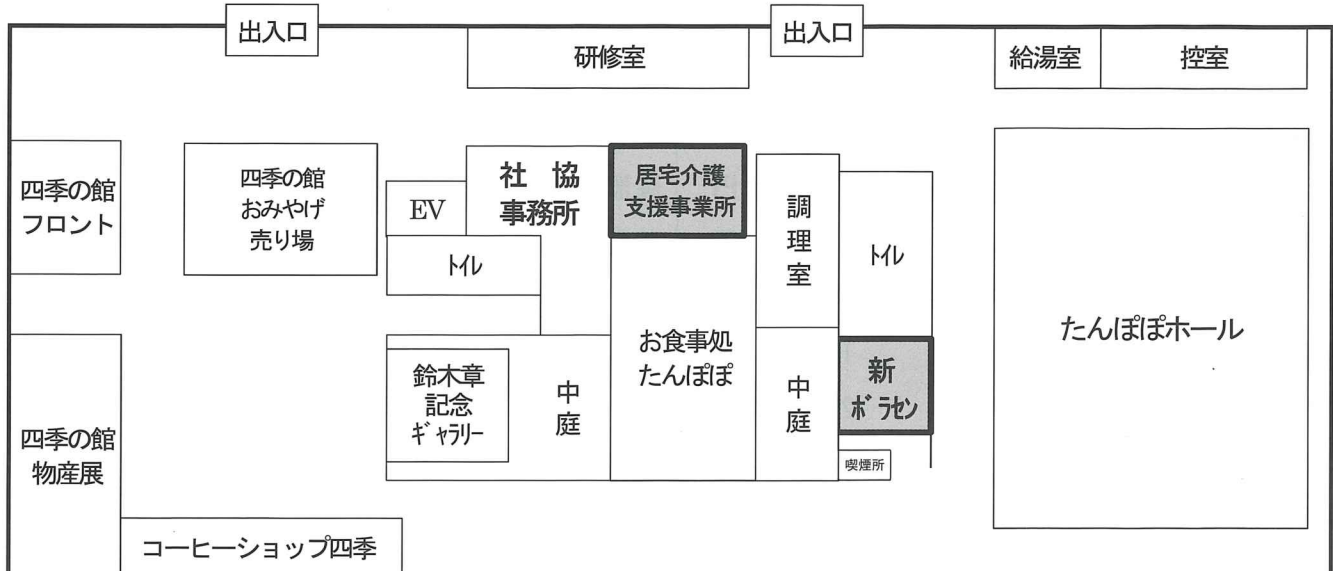 出入口
出入口
研修室
給湯室
控室
四季の館
フロント
四季の館
おみやげ
売り場
EV
社 協
事務所
居宅介護
支援事業所
調
理
室
トイレ
トイレ
たんぽぽホール
お食事処
たんぽぽ
鈴木章
記念
ギャラリー
中
庭
中
庭
新
ボラセン
喫煙所
四季の館
物産展
コーヒーショップ四季